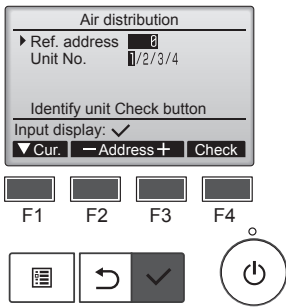 Air distribution
Ref. address 0
Unit No. 1/2/3/4
Identify unit Check button
Input display: ✓
▼Cur. －Address＋ Check
F1 F2 F3 F4